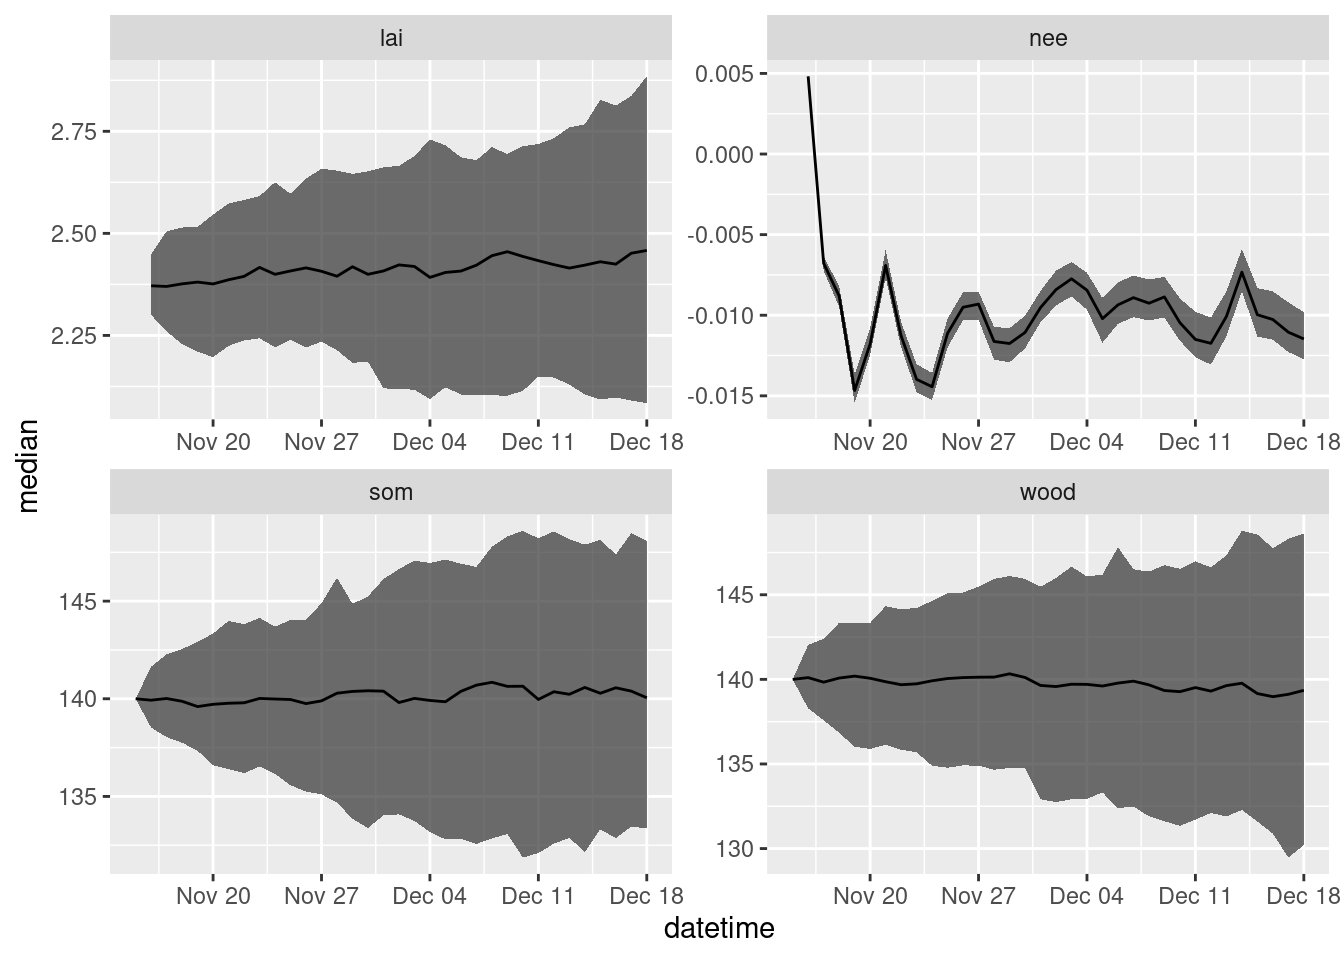 lai
nee
2.75
2.50
2.25
0.005
0.000
-0.005
-0.010
-0.015
Nov 20 Nov 27 Dec 04 Dec 11 Dec 18
Nov 20 Nov 27 Dec 04 Dec 11 Dec 18
median
som
wood
145
140
135
145
140
135
130
Nov 20 Nov 27 Dec 04 Dec 11 Dec 18
Nov 20 Nov 27 Dec 04 Dec 11 Dec 18
datetime